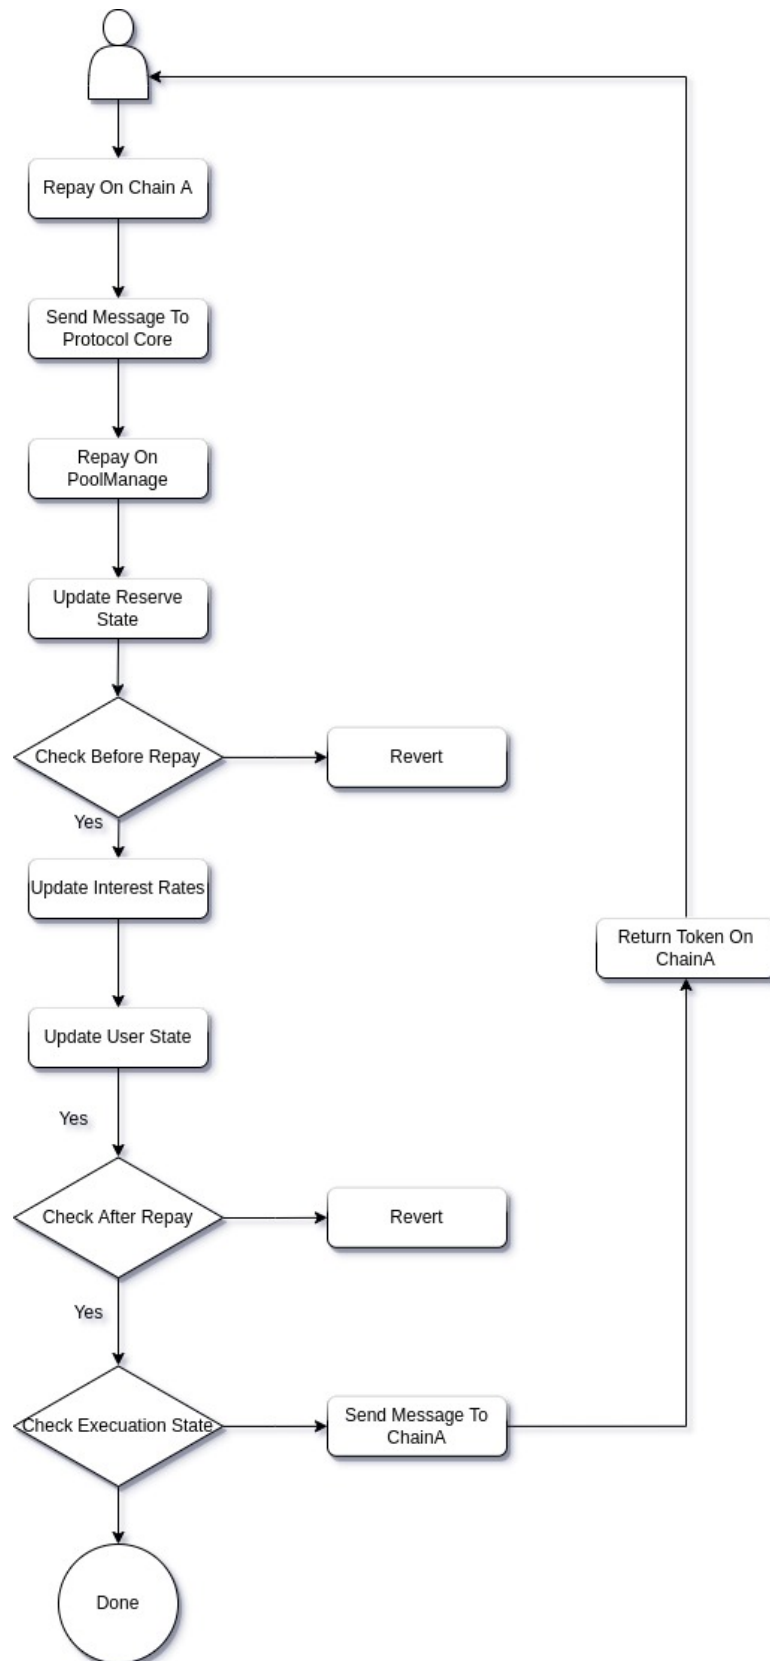 Repay On Chain A
Send Message To
Protocol Core
Repay On
PoolManage
Update Reserve
State
Check Before Repay
Revert
Yes
Update Interest Rates
Return Token On
ChainA
Update User State
Yes
Check After Repay
Revert
Yes
Check Execuation State
Send Message To
ChainA
Done